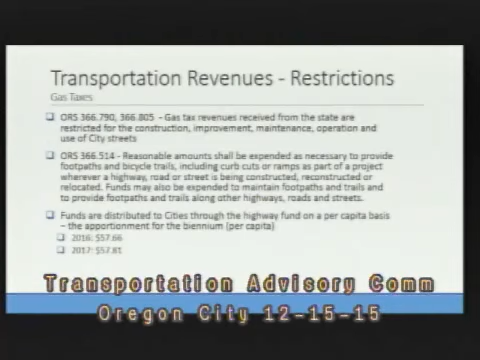 Transportation Revenues - Restrictions
Gas Taxes
ORS 366.790, 366.805 - Gas tax revenues received from the state are
restricted for the construction, improvement, maintenance, operation and
use of City streets
ORS 366.514 - Reasonable amounts shall be expended as necessary to provide
footpaths and bicycle trails, including curb cuts or ramps as part of a project
wherever a highway, road or street is being constructed, reconstructed or
relocated. Funds may also be expended to maintain footpaths and trails and
to provide footpaths and trails along other highways, roads and streets.
Funds are distributed to Cities through the highway fund on a per capita basis
– the apportionment for the biennium (per capita)
2016: $57.66
2017: $57.81
Transportation Advisory Comm
Oregon City 12-15-15